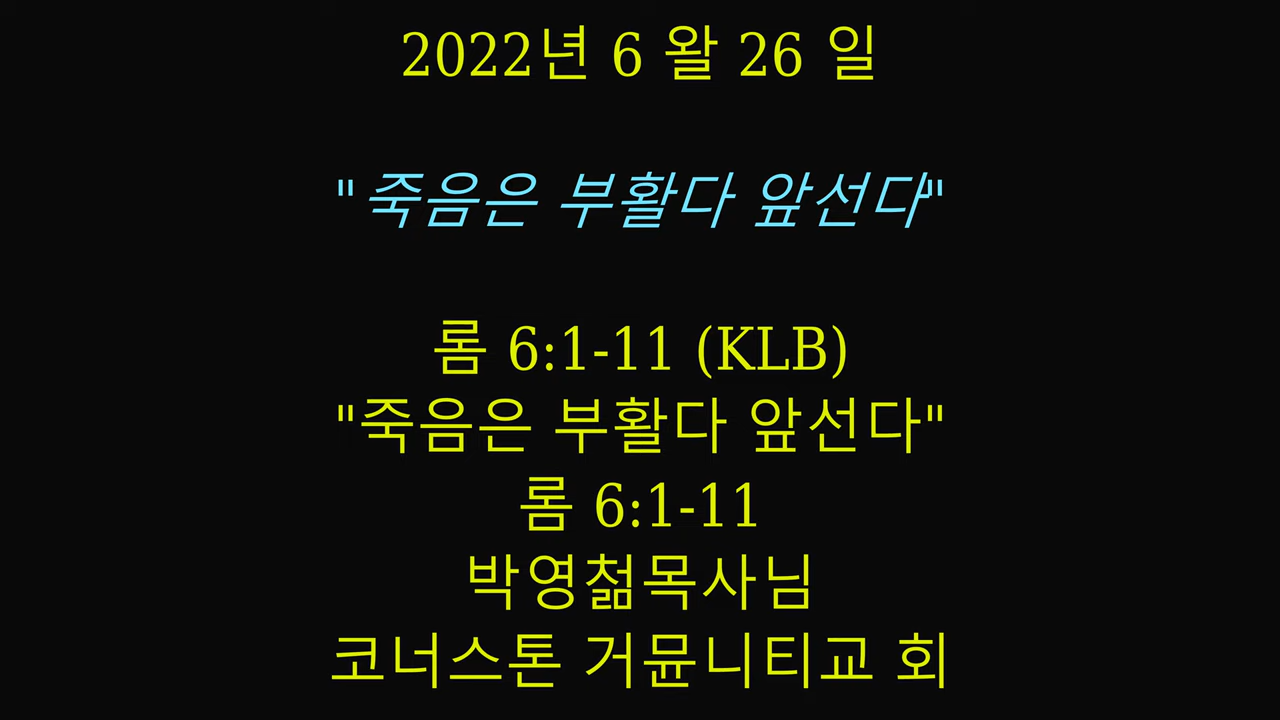 2022년 6 왈 26 일
"죽음은 부활다 앞선다"
롬 6:1-11 (KLB)
"죽음은 부활다 앞선다"
롬 6:1-11
박영첢목사님
코너스톤 거뮨니티교 회